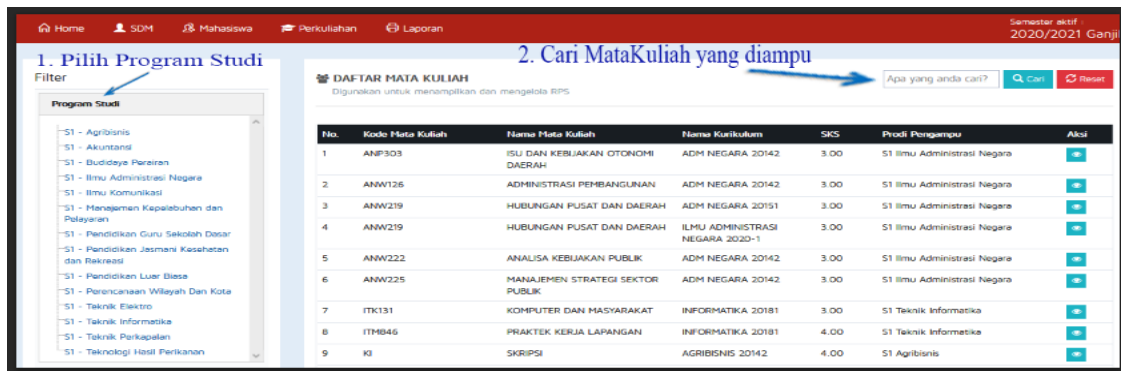 Home SDM Mahasiswa Perkuliahan Laporan
Semester aktif :
2020/2021 Ganjil
1. Pilih Program Studi
2. Cari MataKuliah yang diampu
Filter
Program Studi
S1 - Agribisnis
S1 - Akuntansi
S1 - Budidaya Perairan
S1 - Ilmu Administrasi Negara
S1 - Ilmu Komunikasi
S1 - Manajemen Kepelabuhan dan
Pelayaran
S1 - Pendidikan Guru Sekolah Dasar
S1 - Pendidikan Jasmani Kesehatan
dan Rekreasi
S1 - Pendidikan Luar Biasa
S1 - Perencanaan Wilayah Dan Kota
S1 - Teknik Elektro
S1 - Teknik Informatika
S1 - Teknik Perkapalan
S1 - Teknologi Hasil Perikanan
DAFTAR MATA KULIAH
Digunakan untuk menampilkan dan mengelola RPS
Apa yang anda cari? Cari Reset
No. Kode Mata Kuliah Nama Mata Kuliah Nama Kurikulum SKS Prodi Pengampu Aksi
1 ANP303 ISU DAN KEBIJAKAN OTONOMI ADM NEGARA 20142 3.00 S1 Ilmu Administrasi Negara
DAERAH
2 ANW126 ADMINISTRASI PEMBANGUNAN ADM NEGARA 20142 3.00 S1 Ilmu Administrasi Negara
3 ANW219 HUBUNGAN PUSAT DAN DAERAH ADM NEGARA 20151 3.00 S1 Ilmu Administrasi Negara
4 ANW219 HUBUNGAN PUSAT DAN DAERAH ILMU ADMINISTRASI 3.00 S1 Ilmu Administrasi Negara
NEGARA 2020-1
5 ANW222 ANALISA KEBIJAKAN PUBLIK ADM NEGARA 20142 3.00 S1 Ilmu Administrasi Negara
6 ANW225 MANAJEMEN STRATEGI SEKTOR ADM NEGARA 20142 3.00 S1 Ilmu Administrasi Negara
PUBLIK
7 ITK131 KOMPUTER DAN MASYARAKAT INFORMATIKA 20181 3.00 S1 Teknik Informatika
8 ITM846 PRAKTEK KERJA LAPANGAN INFORMATIKA 20181 4.00 S1 Teknik Informatika
9 KI SKRIPSI AGRIBISNIS 20142 4.00 S1 Agribisnis